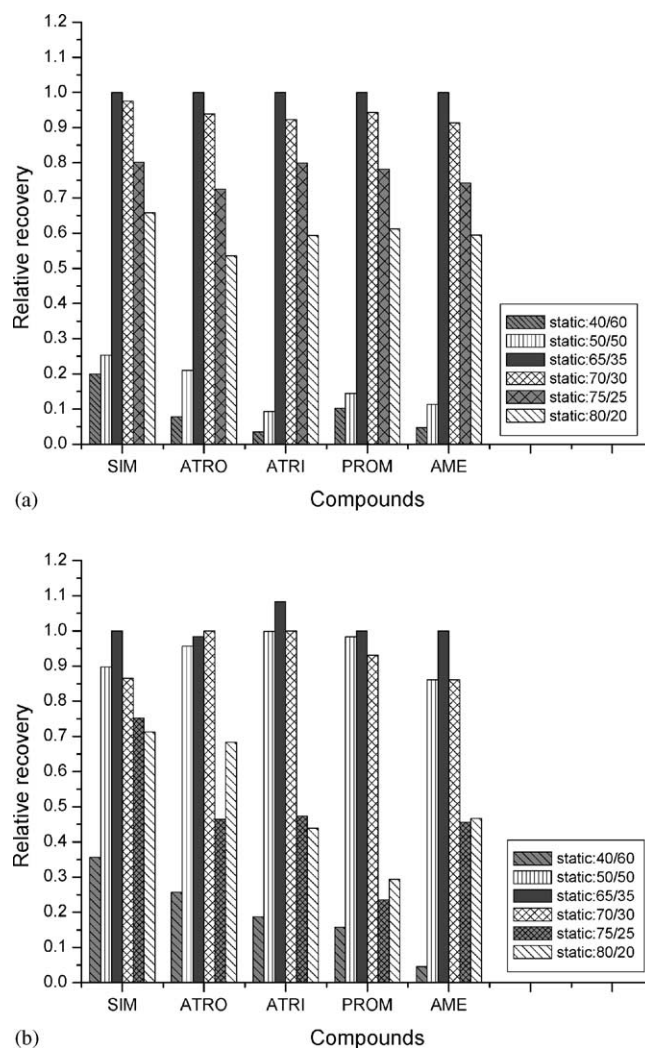 1.2
1.1
1.0
0.9
0.8
0.7
0.6
0.5
0.4
0.3
0.2
0.1
0.0
Relative recovery
static:40/60
static:50/50
static:65/35
static:70/30
static:75/25
static:80/20
SIM ATRO ATRI PROM AME
Compounds
(a)
1.2
1.1
1.0
0.9
0.8
0.7
0.6
0.5
0.4
0.3
0.2
0.1
0.0
Relative recovery
static:40/60
static:50/50
static:65/35
static:70/30
static:75/25
static:80/20
SIM ATRO ATRI PROM AME
Compounds
(b)